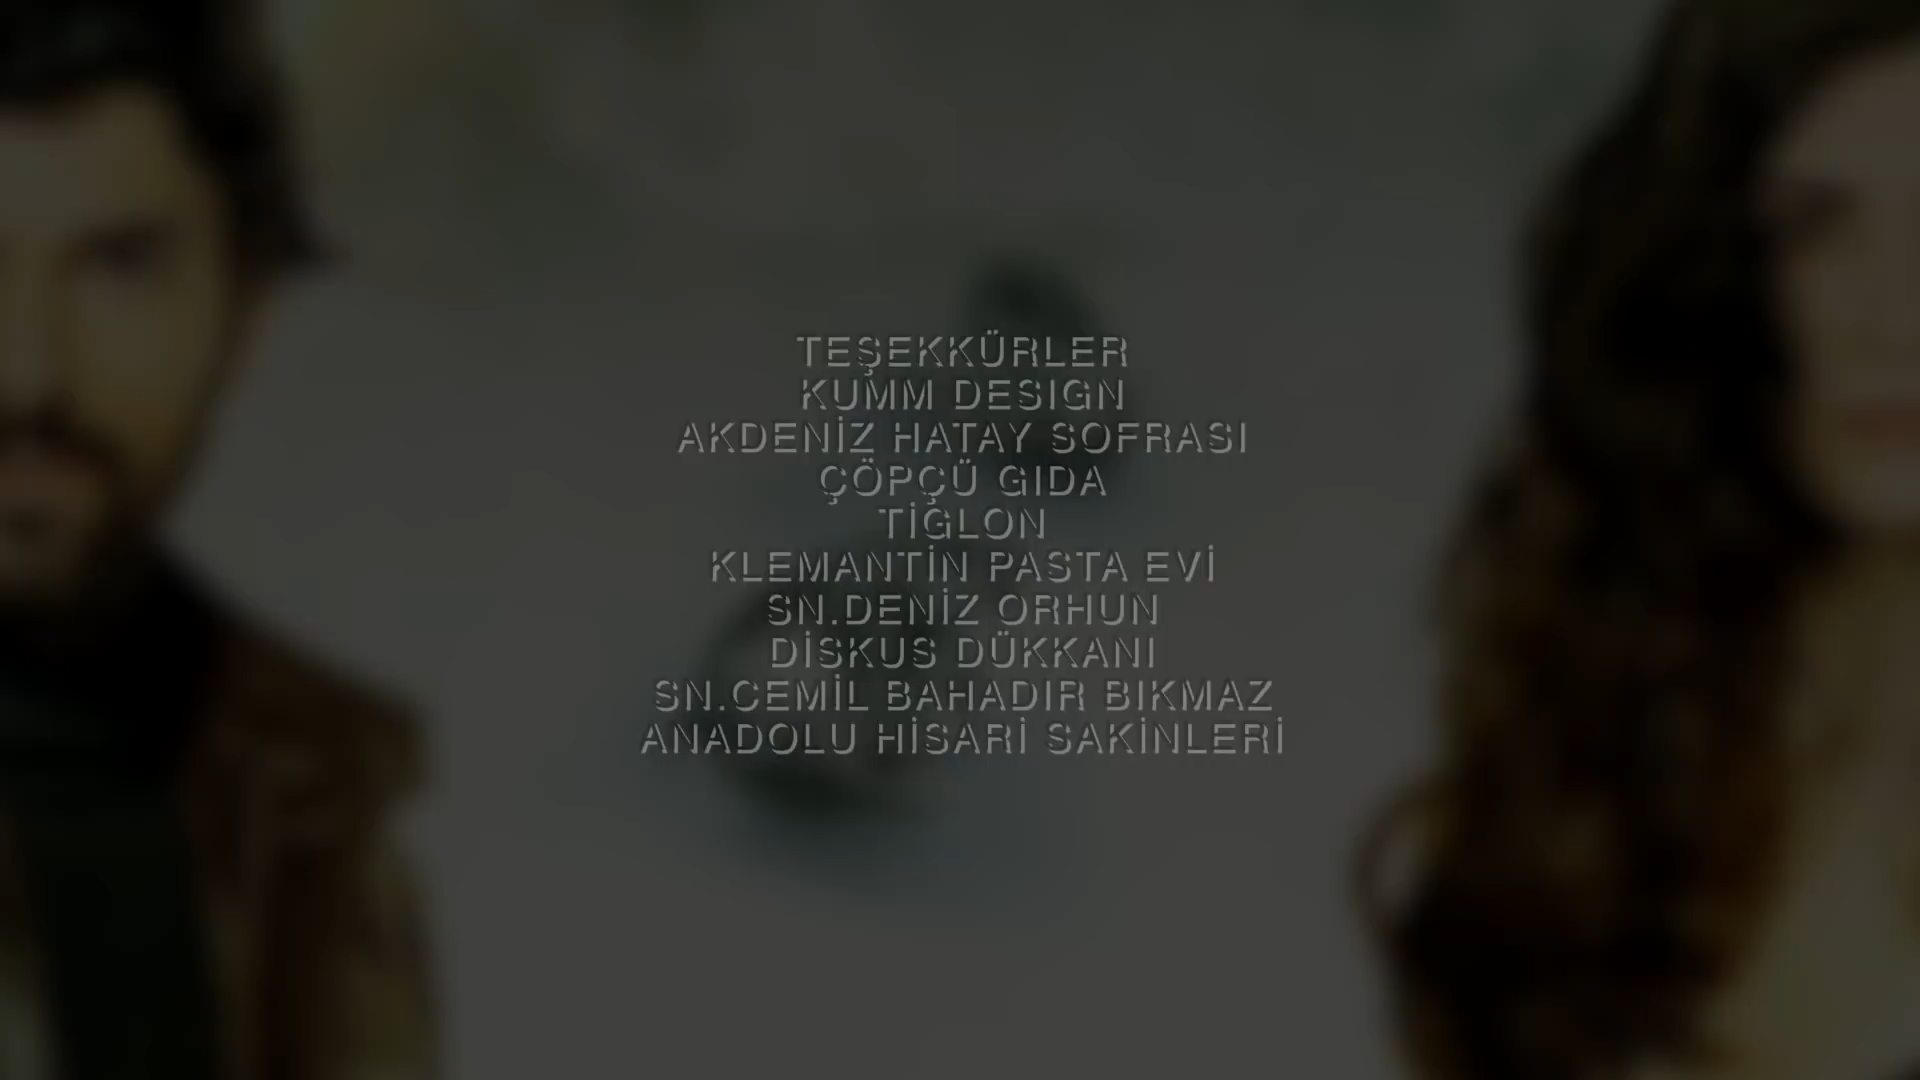 TEŞEKKÜRLER
KUMM DESIGN
AKDENİZ HATAY SOFRASI
ÇÖPÇÜ GIDA
TİGLON
KLEMANTİN PASTA EVİ
SN.DENİZ ORHUN
DİSKUS DÜKKANI
SN.CEMİL BAHADIR BIKMAZ
ANADOLU HİSARİ SAKİNLERİ